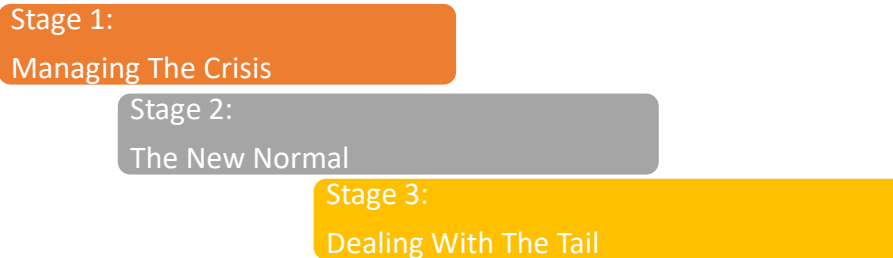 Stage 1:
Managing The Crisis
Stage 2:
The New Normal
Stage 3:
Dealing With The Tail